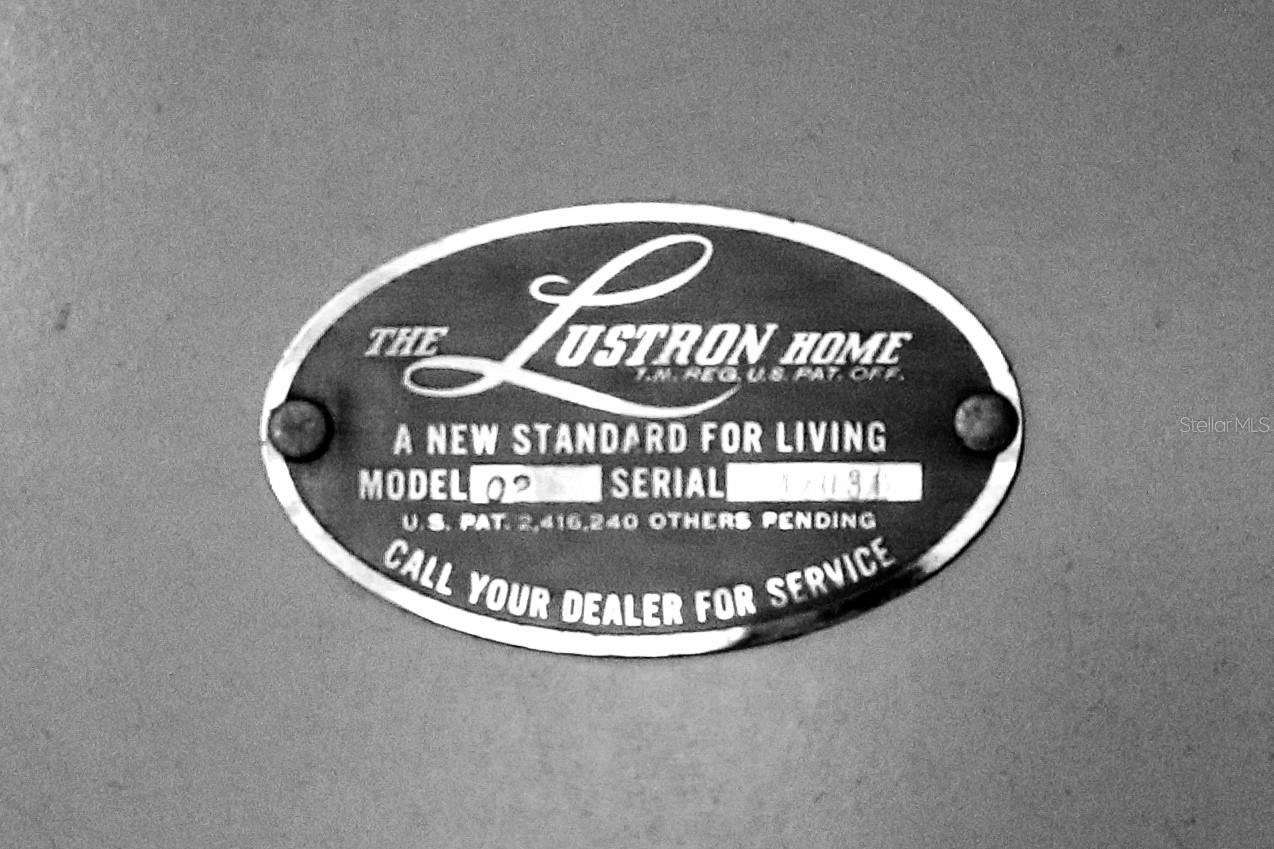 THE LUSTRON HOME
T.M. REG. U.S. PAT. OFF.
A NEW STANDARD FOR LIVING
MODEL 02 SERIAL
U.S. PAT. 2,416,240 OTHERS PENDING
CALL YOUR DEALER FOR SERVICE
StellarMLS